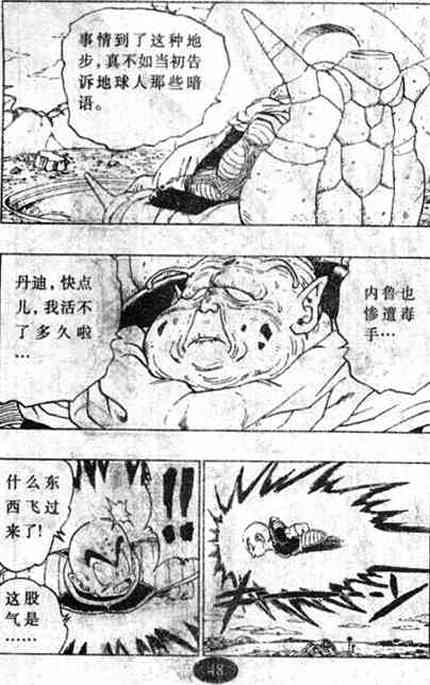 事情到了这种地
步，真不如当初告
诉地球人那些暗
语。
丹迪，快点
儿，我活不
了多久啦
…
内鲁也
惨遭毒
手…
什么东
西飞过
来了!
!!
这股
气是
……
48